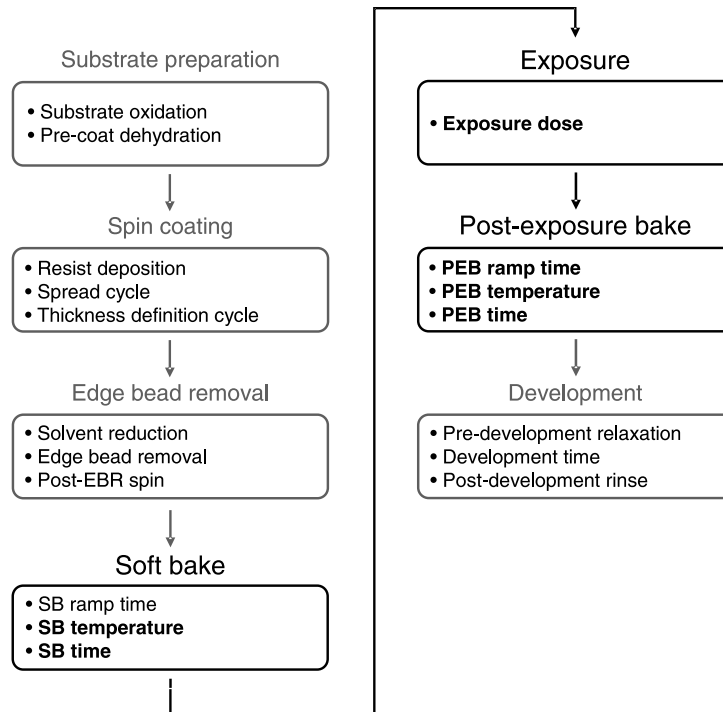 Substrate preparation
• Substrate oxidation
• Pre-coat dehydration
Spin coating
• Resist deposition
• Spread cycle
• Thickness definition cycle
Edge bead removal
• Solvent reduction
• Edge bead removal
• Post-EBR spin
Soft bake
• SB ramp time
• SB temperature
• SB time
Exposure
• Exposure dose
Post-exposure bake
• PEB ramp time
• PEB temperature
• PEB time
Development
• Pre-development relaxation
• Development time
• Post-development rinse